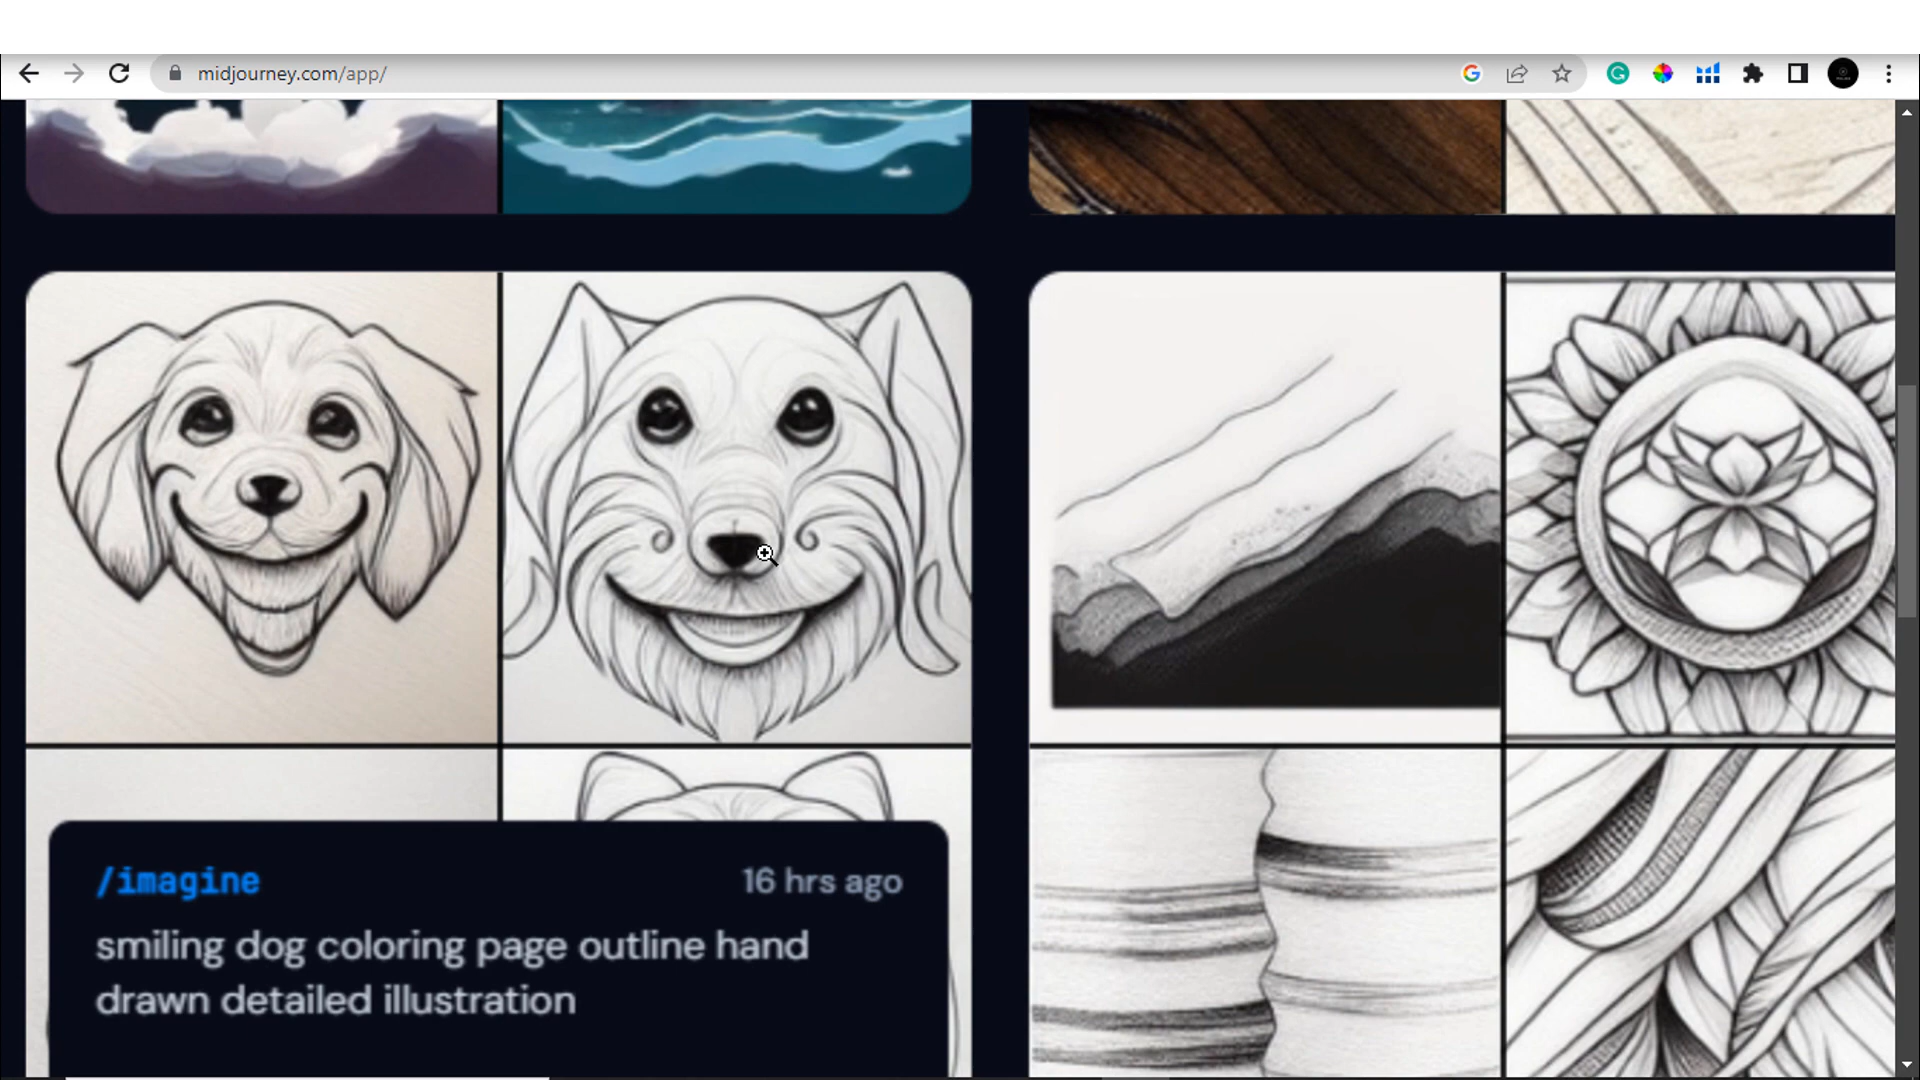 midjourney.com/app/
/imagine
16 hrs ago
smiling dog coloring page outline hand
drawn detailed illustration